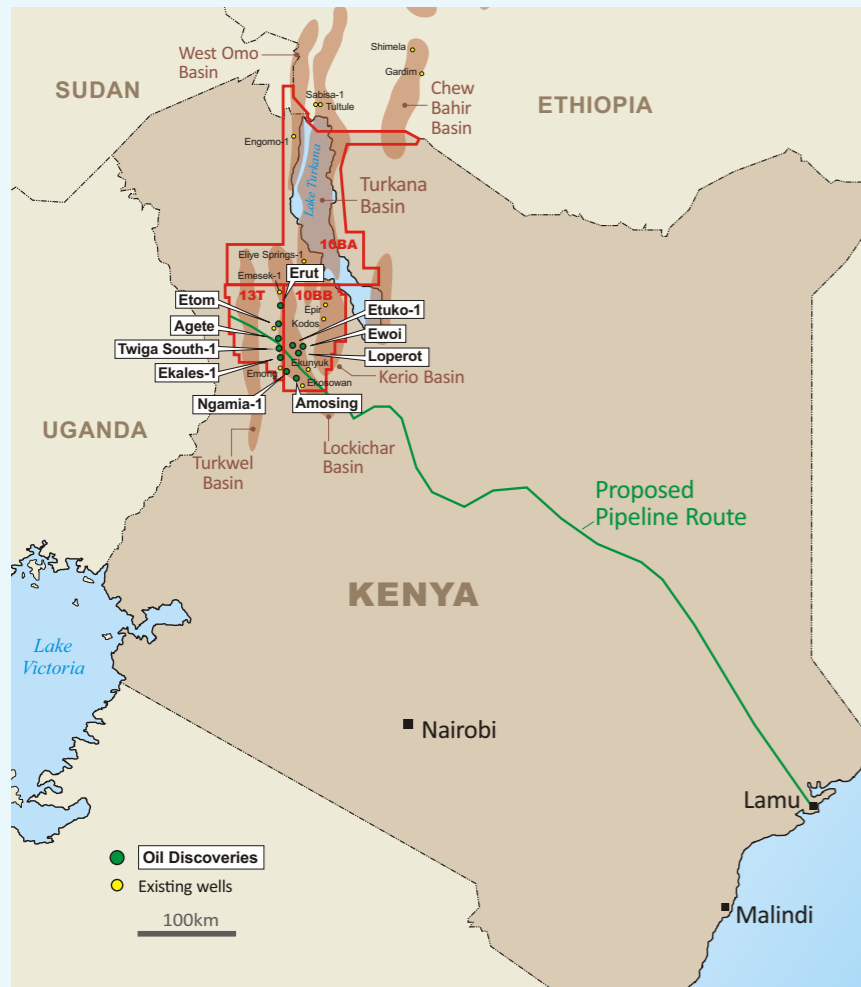 Shimela
West Omo
Basin
Gardim
SUDAN
Chew
Bahir
Basin
ETHIOPIA
Sabisa-1
Tultule
Engomo-1
Lake Turkana
Turkana
Basin
10BA
Eliye Springs-1
Emesek-1
Erut
13T
10BB
Etom
Epir
Etuko-1
Agete
Kodos
Ewoi
Twiga South-1
Loperot
Ekunyuk
Ekales-1
Emong
Kerio Basin
Ekosowan
Ngamia-1
Amosing
UGANDA
Turkwel
Basin
Lockichar
Basin
Proposed
Pipeline Route
KENYA
Lake
Victoria
Nairobi
Lamu
Oil Discoveries
Existing wells
100km
Malindi